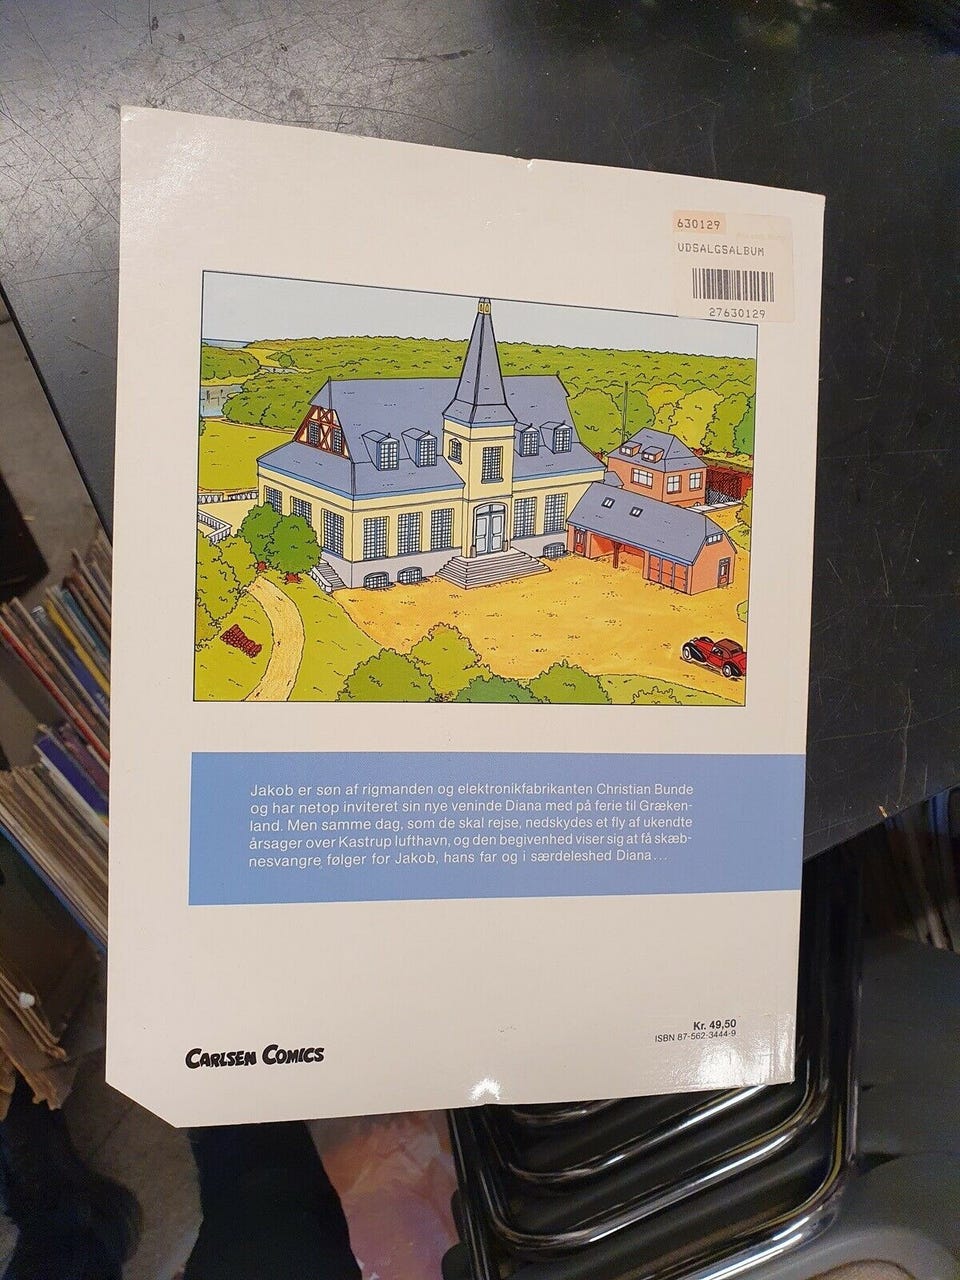 630129
UDSALGSALBUM
27630129
Jakob er søn af rigmanden og elektronikfabrikanten Christian Bunde
og har netop inviteret sin nye veninde Diana med på ferie til Græken-
land. Men samme dag, som de skal rejse, nedskydes et fly af ukendte
årsager over Kastrup lufthavn, og den begivenhed viser sig at få skæb-
nesvangre følger for Jakob, hans far og i særdeleshed Diana...
Kr. 49,50
ISBN 87-562-3444-9
CARLSEN COMICS